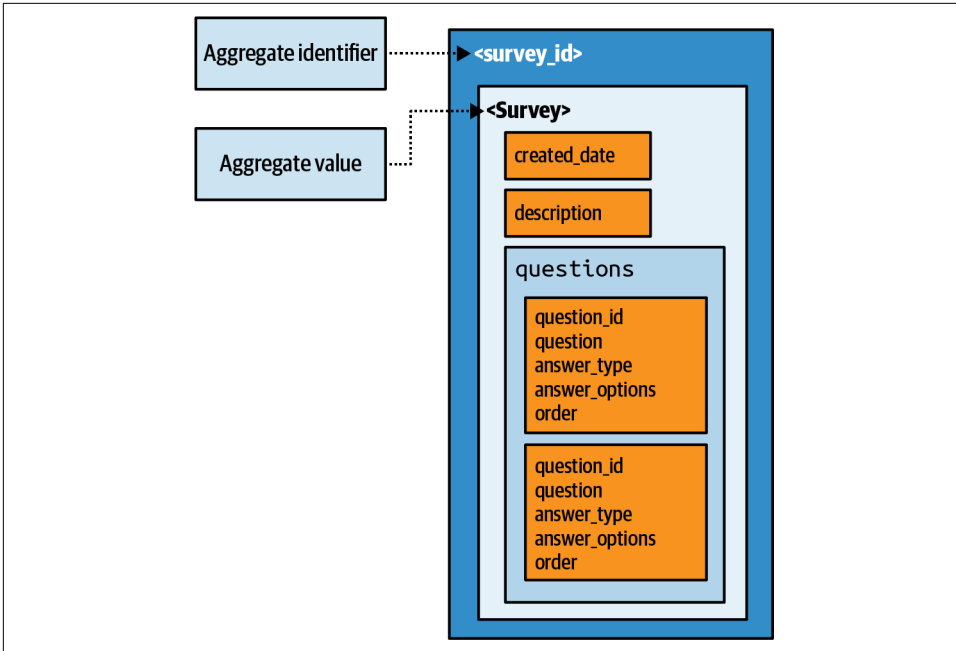 Aggregate identifier
<survey_id>
<Survey>
Aggregate value
created_date
description
questions
question_id
question
answer_type
answer_options
order
question_id
question
answer_type
answer_options
order